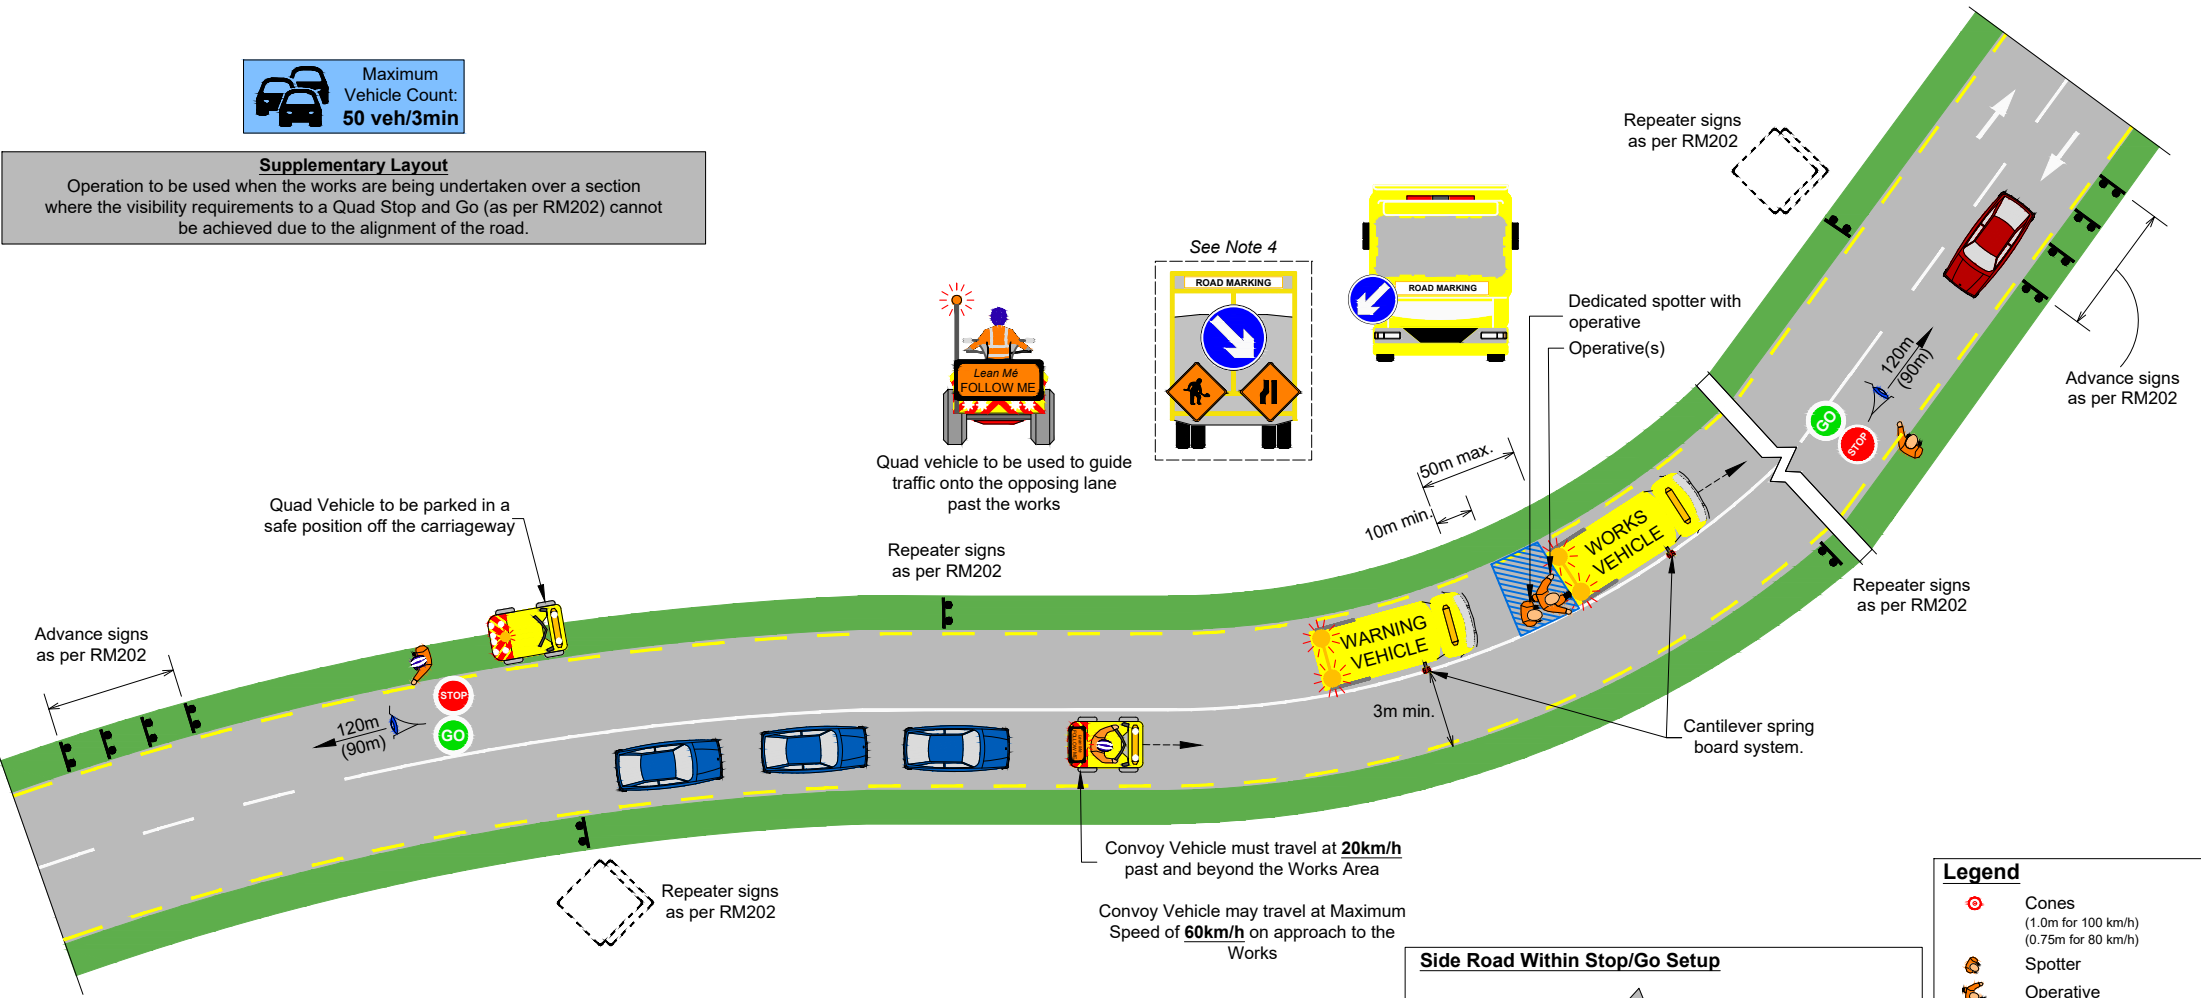 Maximum
Vehicle Count:
50 veh/3min
Supplementary Layout
Operation to be used when the works are being undertaken over a section
where the visibility requirements to a Quad Stop and Go (as per RM202) cannot
be achieved due to the alignment of the road.
Repeater signs
as per RM202
See Note 4
ROAD MARKING
ROAD MARKING
Dedicated spotter with
operative
Operative(s)
Lean Mé
FOLLOW ME
Quad vehicle to be used to guide
traffic onto the opposing lane
past the works
120m
(90m)
Advance signs
as per RM202
GO
STOP
50m max.
10m min.
Quad Vehicle to be parked in a
safe position off the carriageway
WORKS
VEHICLE
Repeater signs
as per RM202
Repeater signs
as per RM202
Advance signs
as per RM202
WARNING
VEHICLE
STOP
GO
120m
(90m)
3m min.
Cantilever spring
board system.
Lean Mé
FOLLOW ME
Convoy Vehicle must travel at 20km/h
past and beyond the Works Area
Repeater signs
as per RM202
Convoy Vehicle may travel at Maximum
Speed of 60km/h on approach to the
Works
Side Road Within Stop/Go Setup
Legend
Cones
(1.0m for 100 km/h)
(0.75m for 80 km/h)
Spotter
Operative